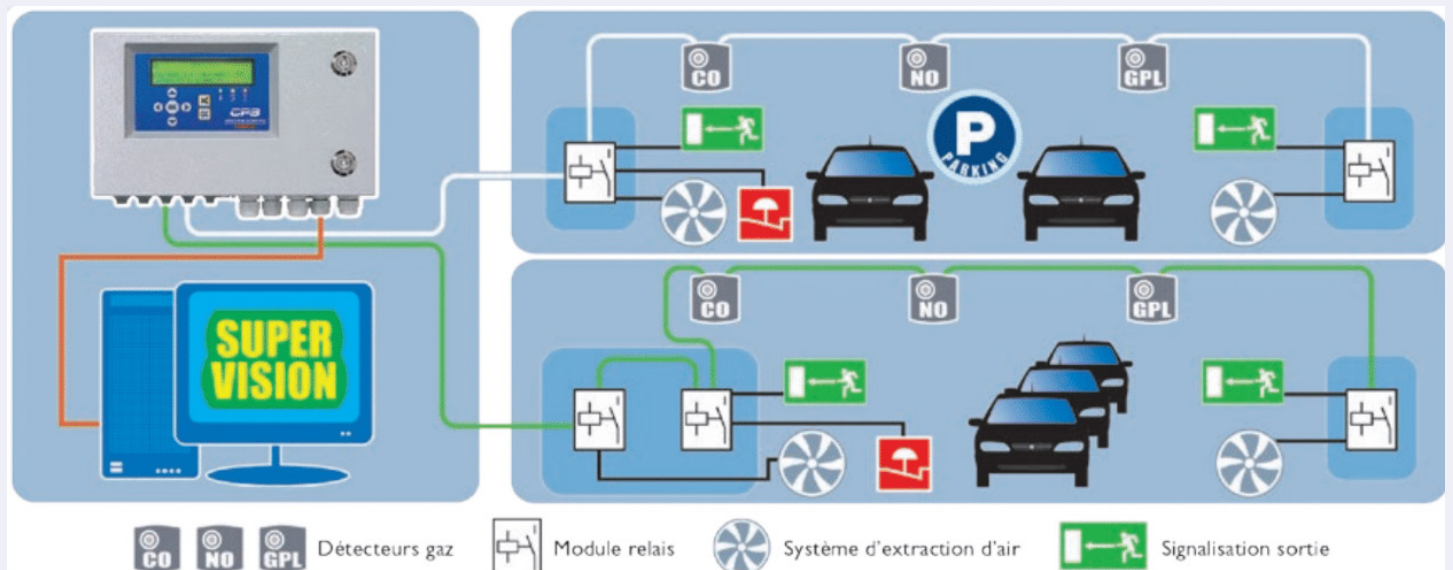 CPB
SUPER
VISION
CO
NO
GPL
P
PARKING
CO
NO
GPL
CO
NO
GPL
Détecteurs gaz
Module relais
Système d'extraction d'air
Signalisation sortie